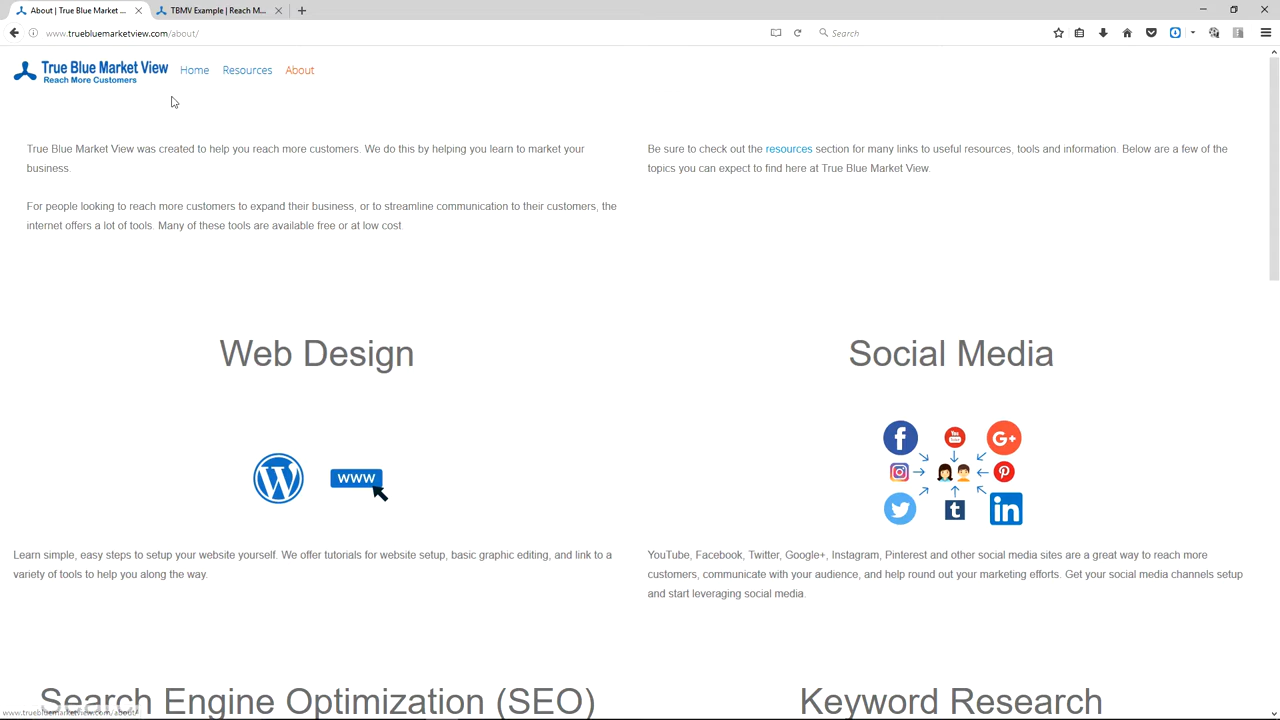 About | True Blue Market ...
TBMV Example | Reach M...
www.truebluemarketview.com/about/
Search
True Blue Market View
Reach More Customers
Home
Resources
About
True Blue Market View was created to help you reach more customers. We do this by helping you learn to market your
business.
For people looking to reach more customers to expand their business, or to streamline communication to their customers, the
internet offers a lot of tools. Many of these tools are available free or at low cost.
Be sure to check out the resources section for many links to useful resources, tools and information. Below are a few of the
topics you can expect to find here at True Blue Market View.
Web Design
Social Media
WWW
Learn simple, easy steps to setup your website yourself. We offer tutorials for website setup, basic graphic editing, and link to a
variety of tools to help you along the way.
YouTube, Facebook, Twitter, Google+, Instagram, Pinterest and other social media sites are a great way to reach more
customers, communicate with your audience, and help round out your marketing efforts. Get your social media channels setup
and start leveraging social media.
Search Engine Optimization (SEO)
Keyword Research
www.truebluemarketview.com/about/